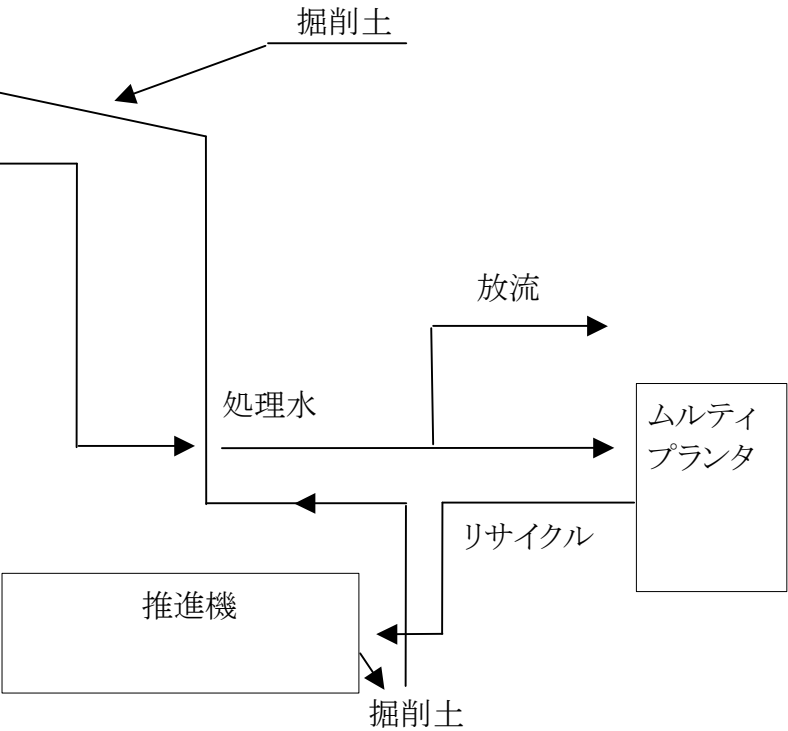 掘削土
放流
処理水
ムルティ
プランタ
リサイクル
推進機
掘削土